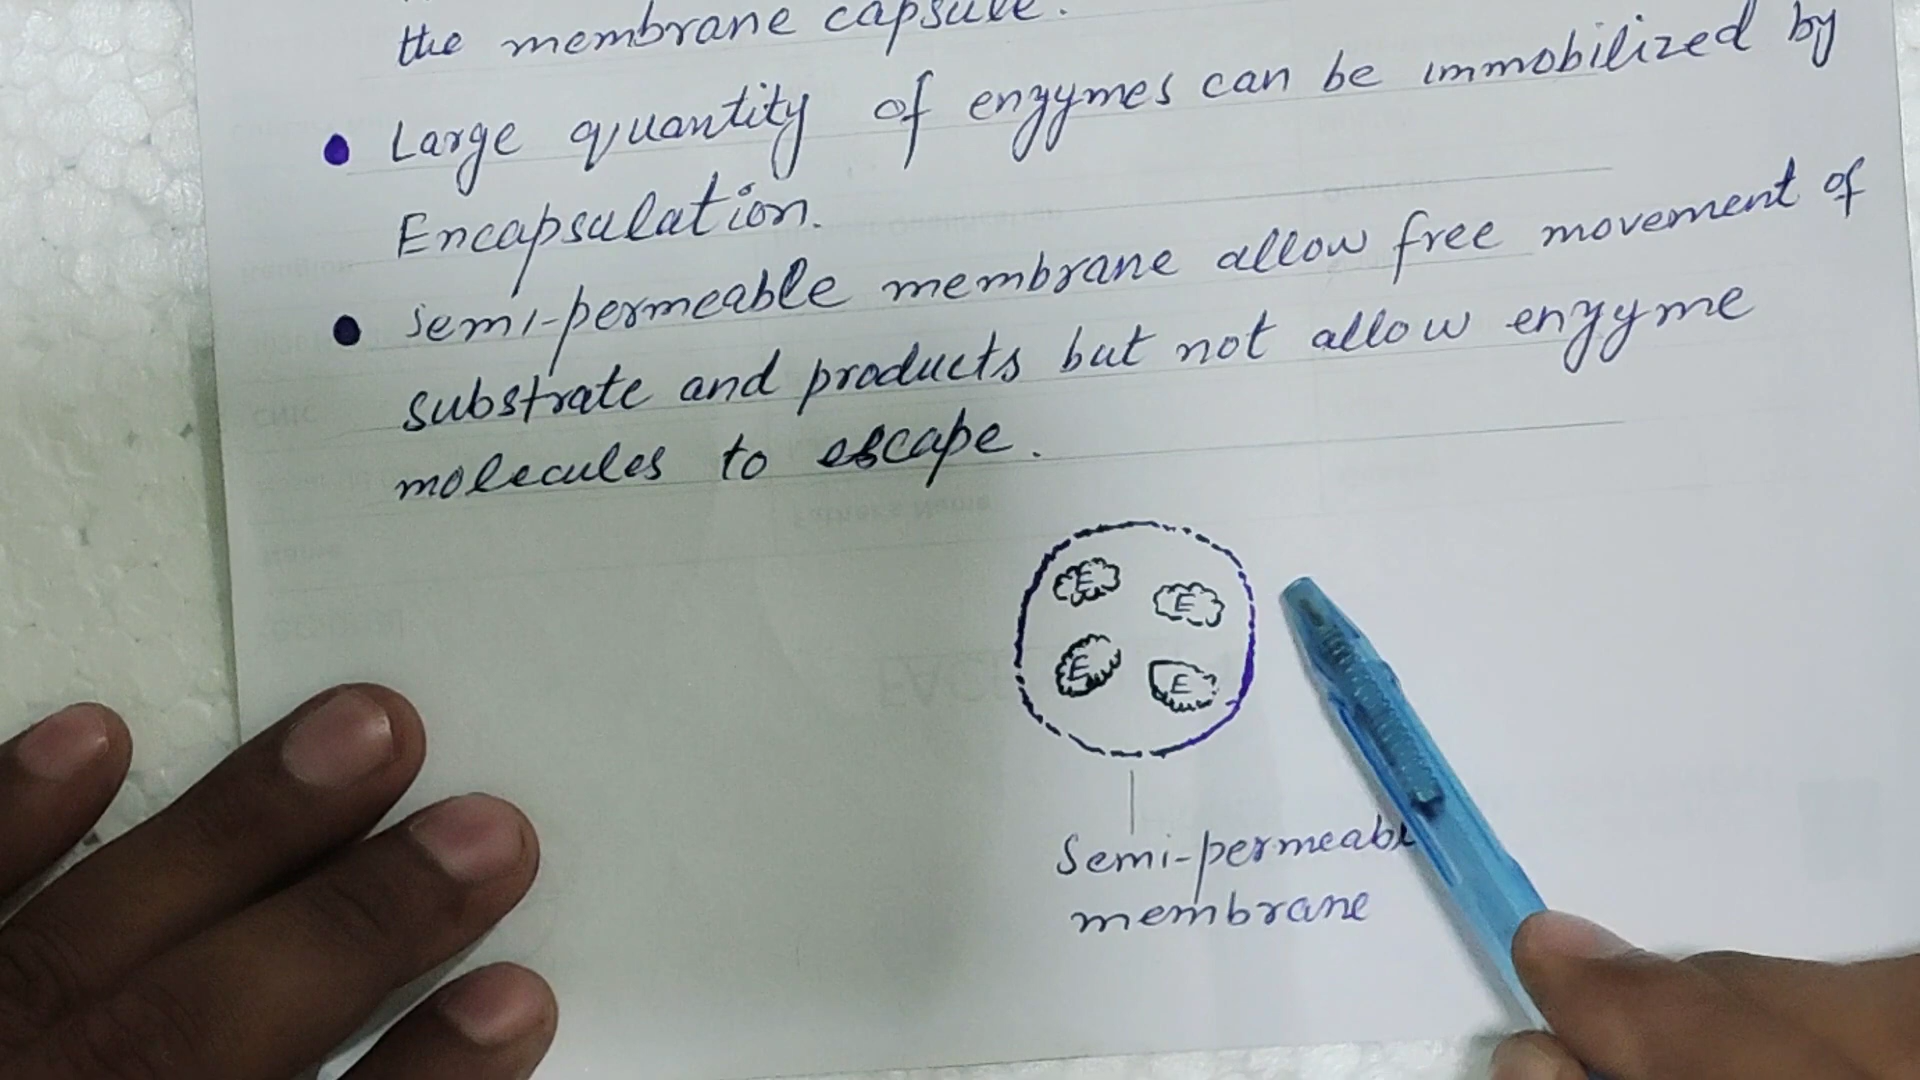 the membrane capsule.
Large quantity of enzymes can be immobilized by
Encapsulation.
Semi-permeable membrane allow free movement of
substrate and products but not allow enzyme
molecules to escape.
E
E
E
E
Semi-permeabl
membrane